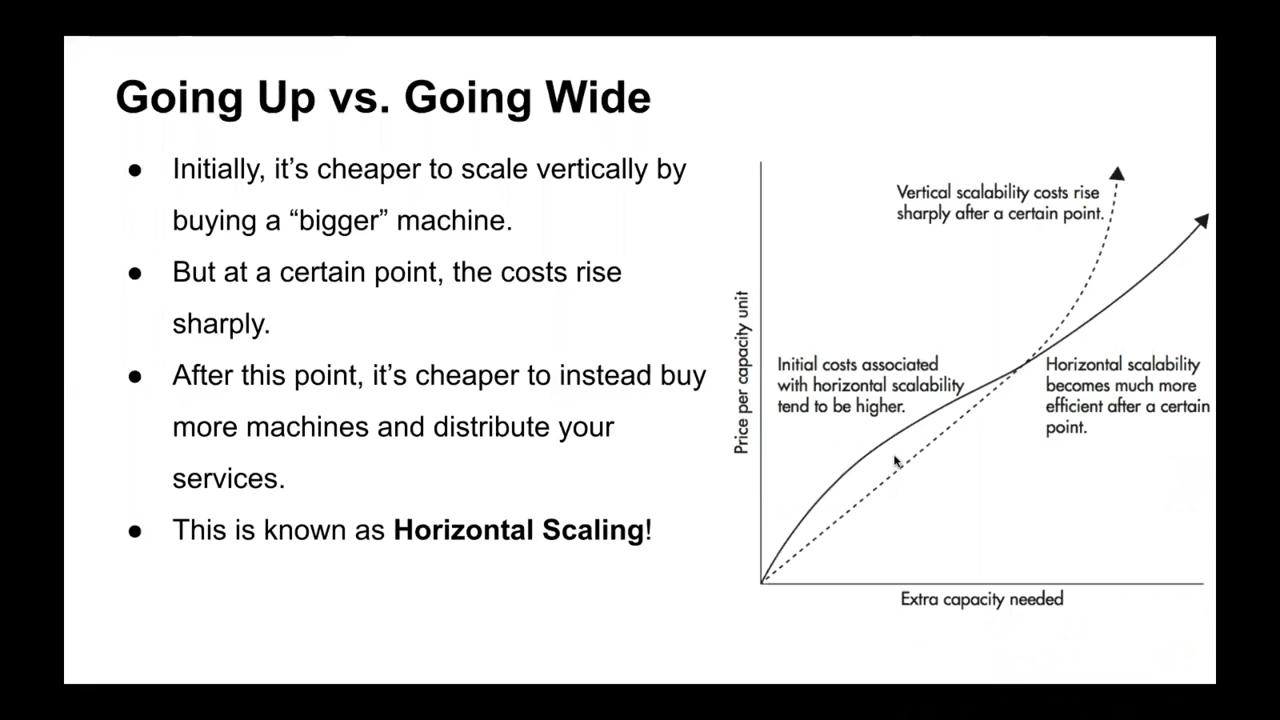 Going Up vs. Going Wide
● Initially, it’s cheaper to scale vertically by
buying a “bigger” machine.
● But at a certain point, the costs rise
sharply.
● After this point, it’s cheaper to instead buy
more machines and distribute your
services.
● This is known as Horizontal Scaling!
Vertical scalability costs rise
sharply after a certain point.
Price per capacity unit
Initial costs associated
with horizontal scalability
tend to be higher.
Horizontal scalability
becomes much more
efficient after a certain
point.
Extra capacity needed